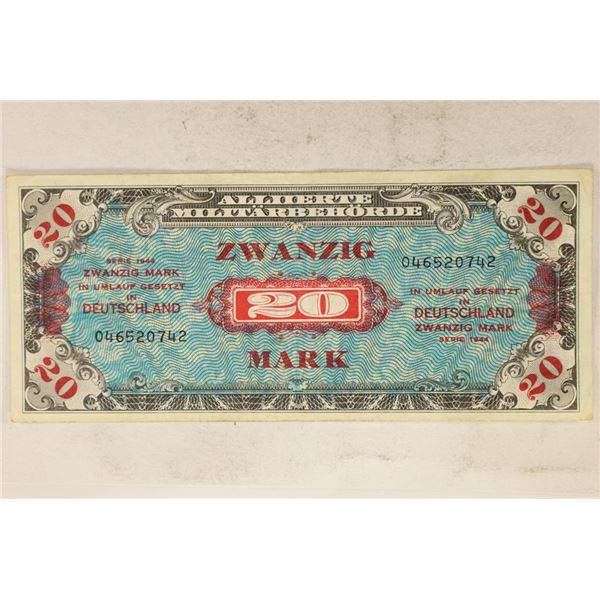 ALLIIERTE
MILITÄRBEHÖRDE
20
20
ZWANZIG
SERIE 1944
ZWANZIG MARK
IN UMLAUF GESETZT
IN
DEUTSCHLAND
046520742
20
046520742
IN UMLAUF GESETZT
IN
DEUTSCHLAND
ZWANZIG MARK
SERIE 1944
MARK
20
20